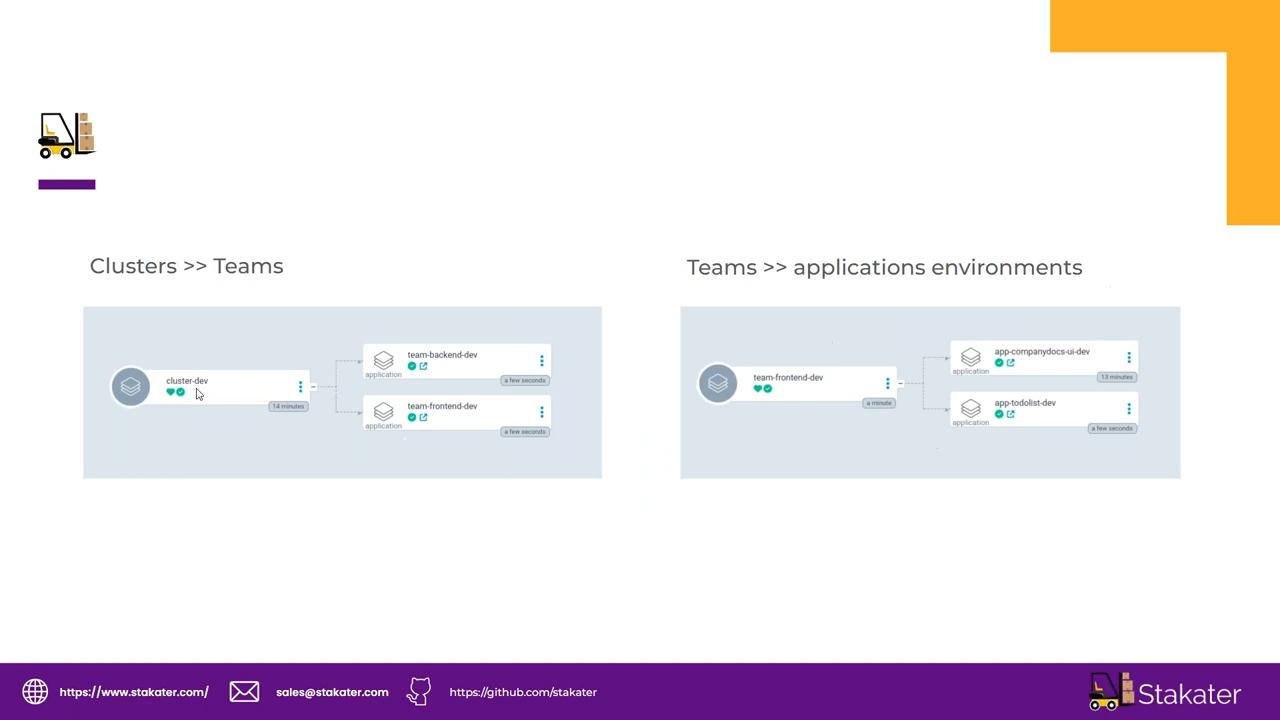 Clusters >> Teams
Teams >> applications environments
cluster-dev
14 minutes
application
team-backend-dev
a few seconds
application
team-frontend-dev
a few seconds
team-frontend-dev
a minute
application
app-companydocs-ui-dev
13 minutes
application
app-todolist-dev
a few seconds
https://www.stakater.com/
sales@stakater.com
https://github.com/stakater
Stakater